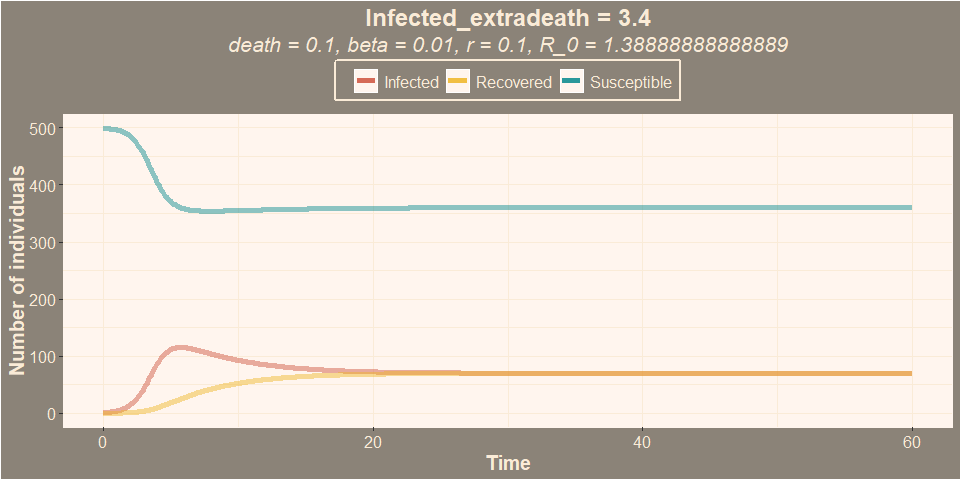 Infected_extradeath = 3.4
death = 0.1, beta = 0.01, r = 0.1, R_0 = 1.38888888888889
Infected Recovered Susceptible
Number of individuals
500
400
300
200
100
0
0 20 40 60
Time